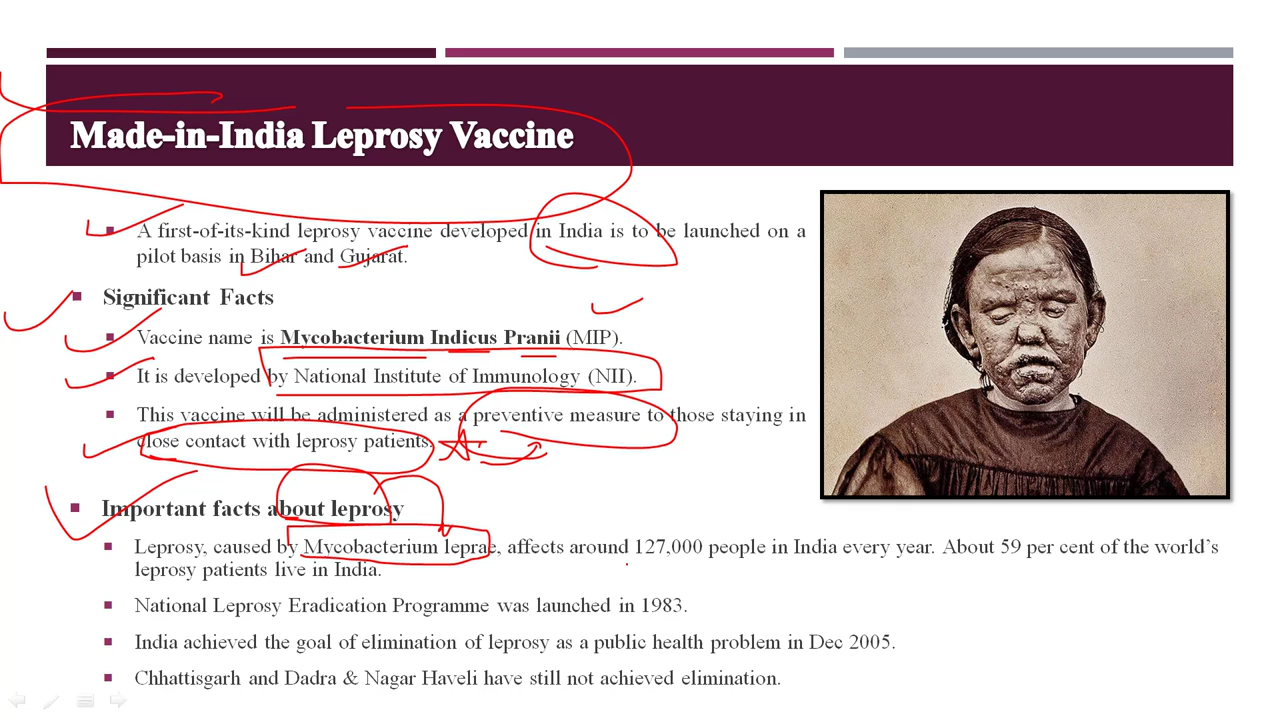 Made-in-India Leprosy Vaccine
A first-of-its-kind leprosy vaccine developed in India is to be launched on a
pilot basis in Bihar and Gujarat.
Significant Facts
Vaccine name is Mycobacterium Indicus Pranii (MIP).
It is developed by National Institute of Immunology (NII).
This vaccine will be administered as a preventive measure to those staying in
close contact with leprosy patients.
Important facts about leprosy
Leprosy, caused by Mycobacterium leprae, affects around 127,000 people in India every year. About 59 per cent of the world's
leprosy patients live in India.
National Leprosy Eradication Programme was launched in 1983.
India achieved the goal of elimination of leprosy as a public health problem in Dec 2005.
Chhattisgarh and Dadra & Nagar Haveli have still not achieved elimination.